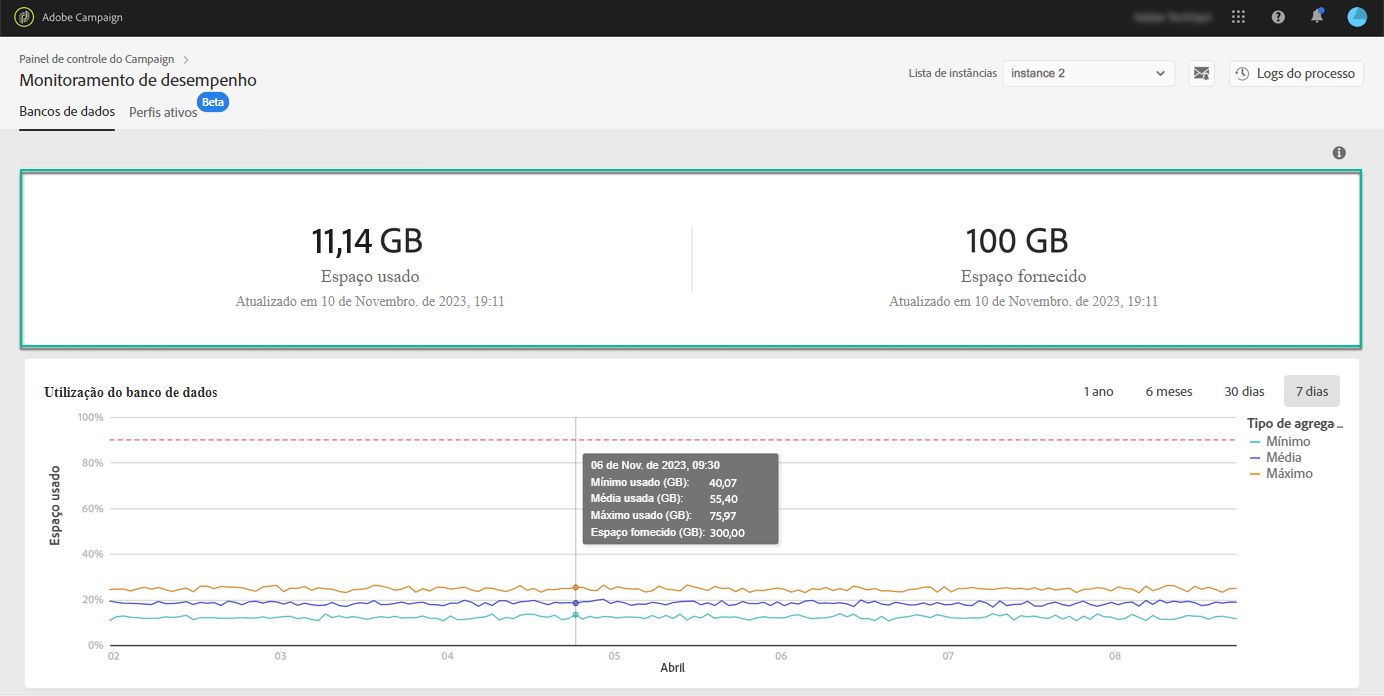 Adobe Campaign
Painel de controle do Campaign
Monitoramento de desempenho
Lista de instâncias
instance 2
Logs do processo
Bancos de dados
Perfis ativos
Beta
11,14 GB
Espaço usado
Atualizado em 10 de Novembro. de 2023, 19:11
100 GB
Espaço fornecido
Atualizado em 10 de Novembro. de 2023, 19:11
Utilização do banco de dados
1 ano
6 meses
30 dias
7 dias
Espaço usado
100%
80%
60%
40%
20%
0%
06 de Nov. de 2023, 09:30
Mínimo usado (GB): 40,07
Média usada (GB): 55,40
Máximo usado (GB): 75,97
Espaço fornecido (GB): 300,00
Tipo de agrega...
Mínimo
Média
Máximo
02 03 04 05 06 07 08
Abril